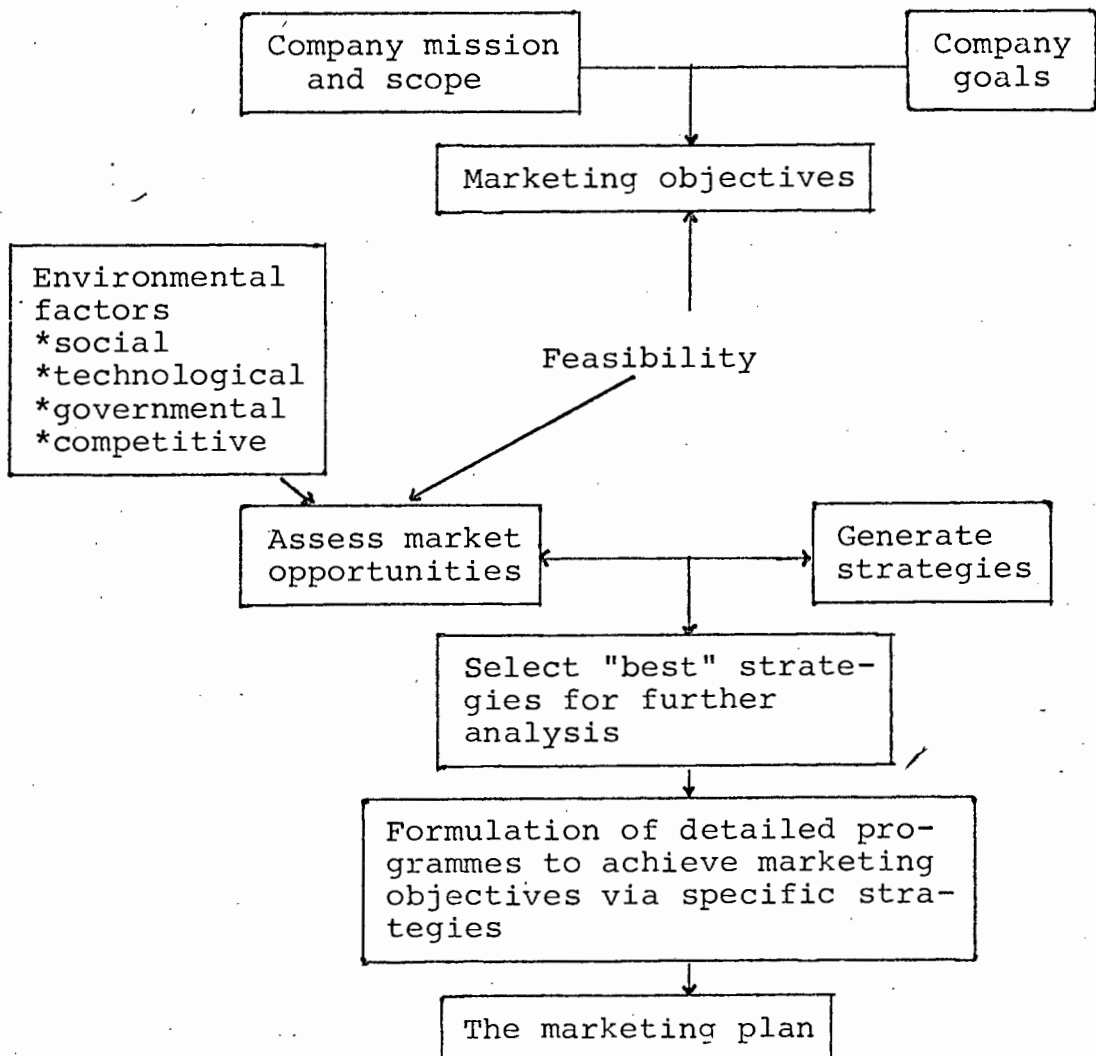 Company mission
and scope
Company
goals
Marketing objectives
Environmental
factors
*social
*technological
*governmental
*competitive
Feasibility
Assess market
opportunities
Generate
strategies
Select "best" strate-
gies for further
analysis
Formulation of detailed pro-
grammes to achieve marketing
objectives via specific stra-
tegies
The marketing plan